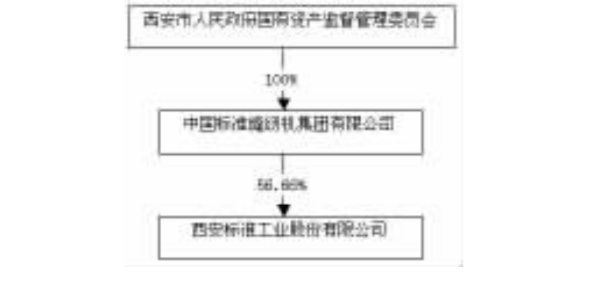 西安市人民政府国有资产监督管理委员会
100%
中国标准缝纫机集团有限公司
56.66%
西安标准工业股份有限公司